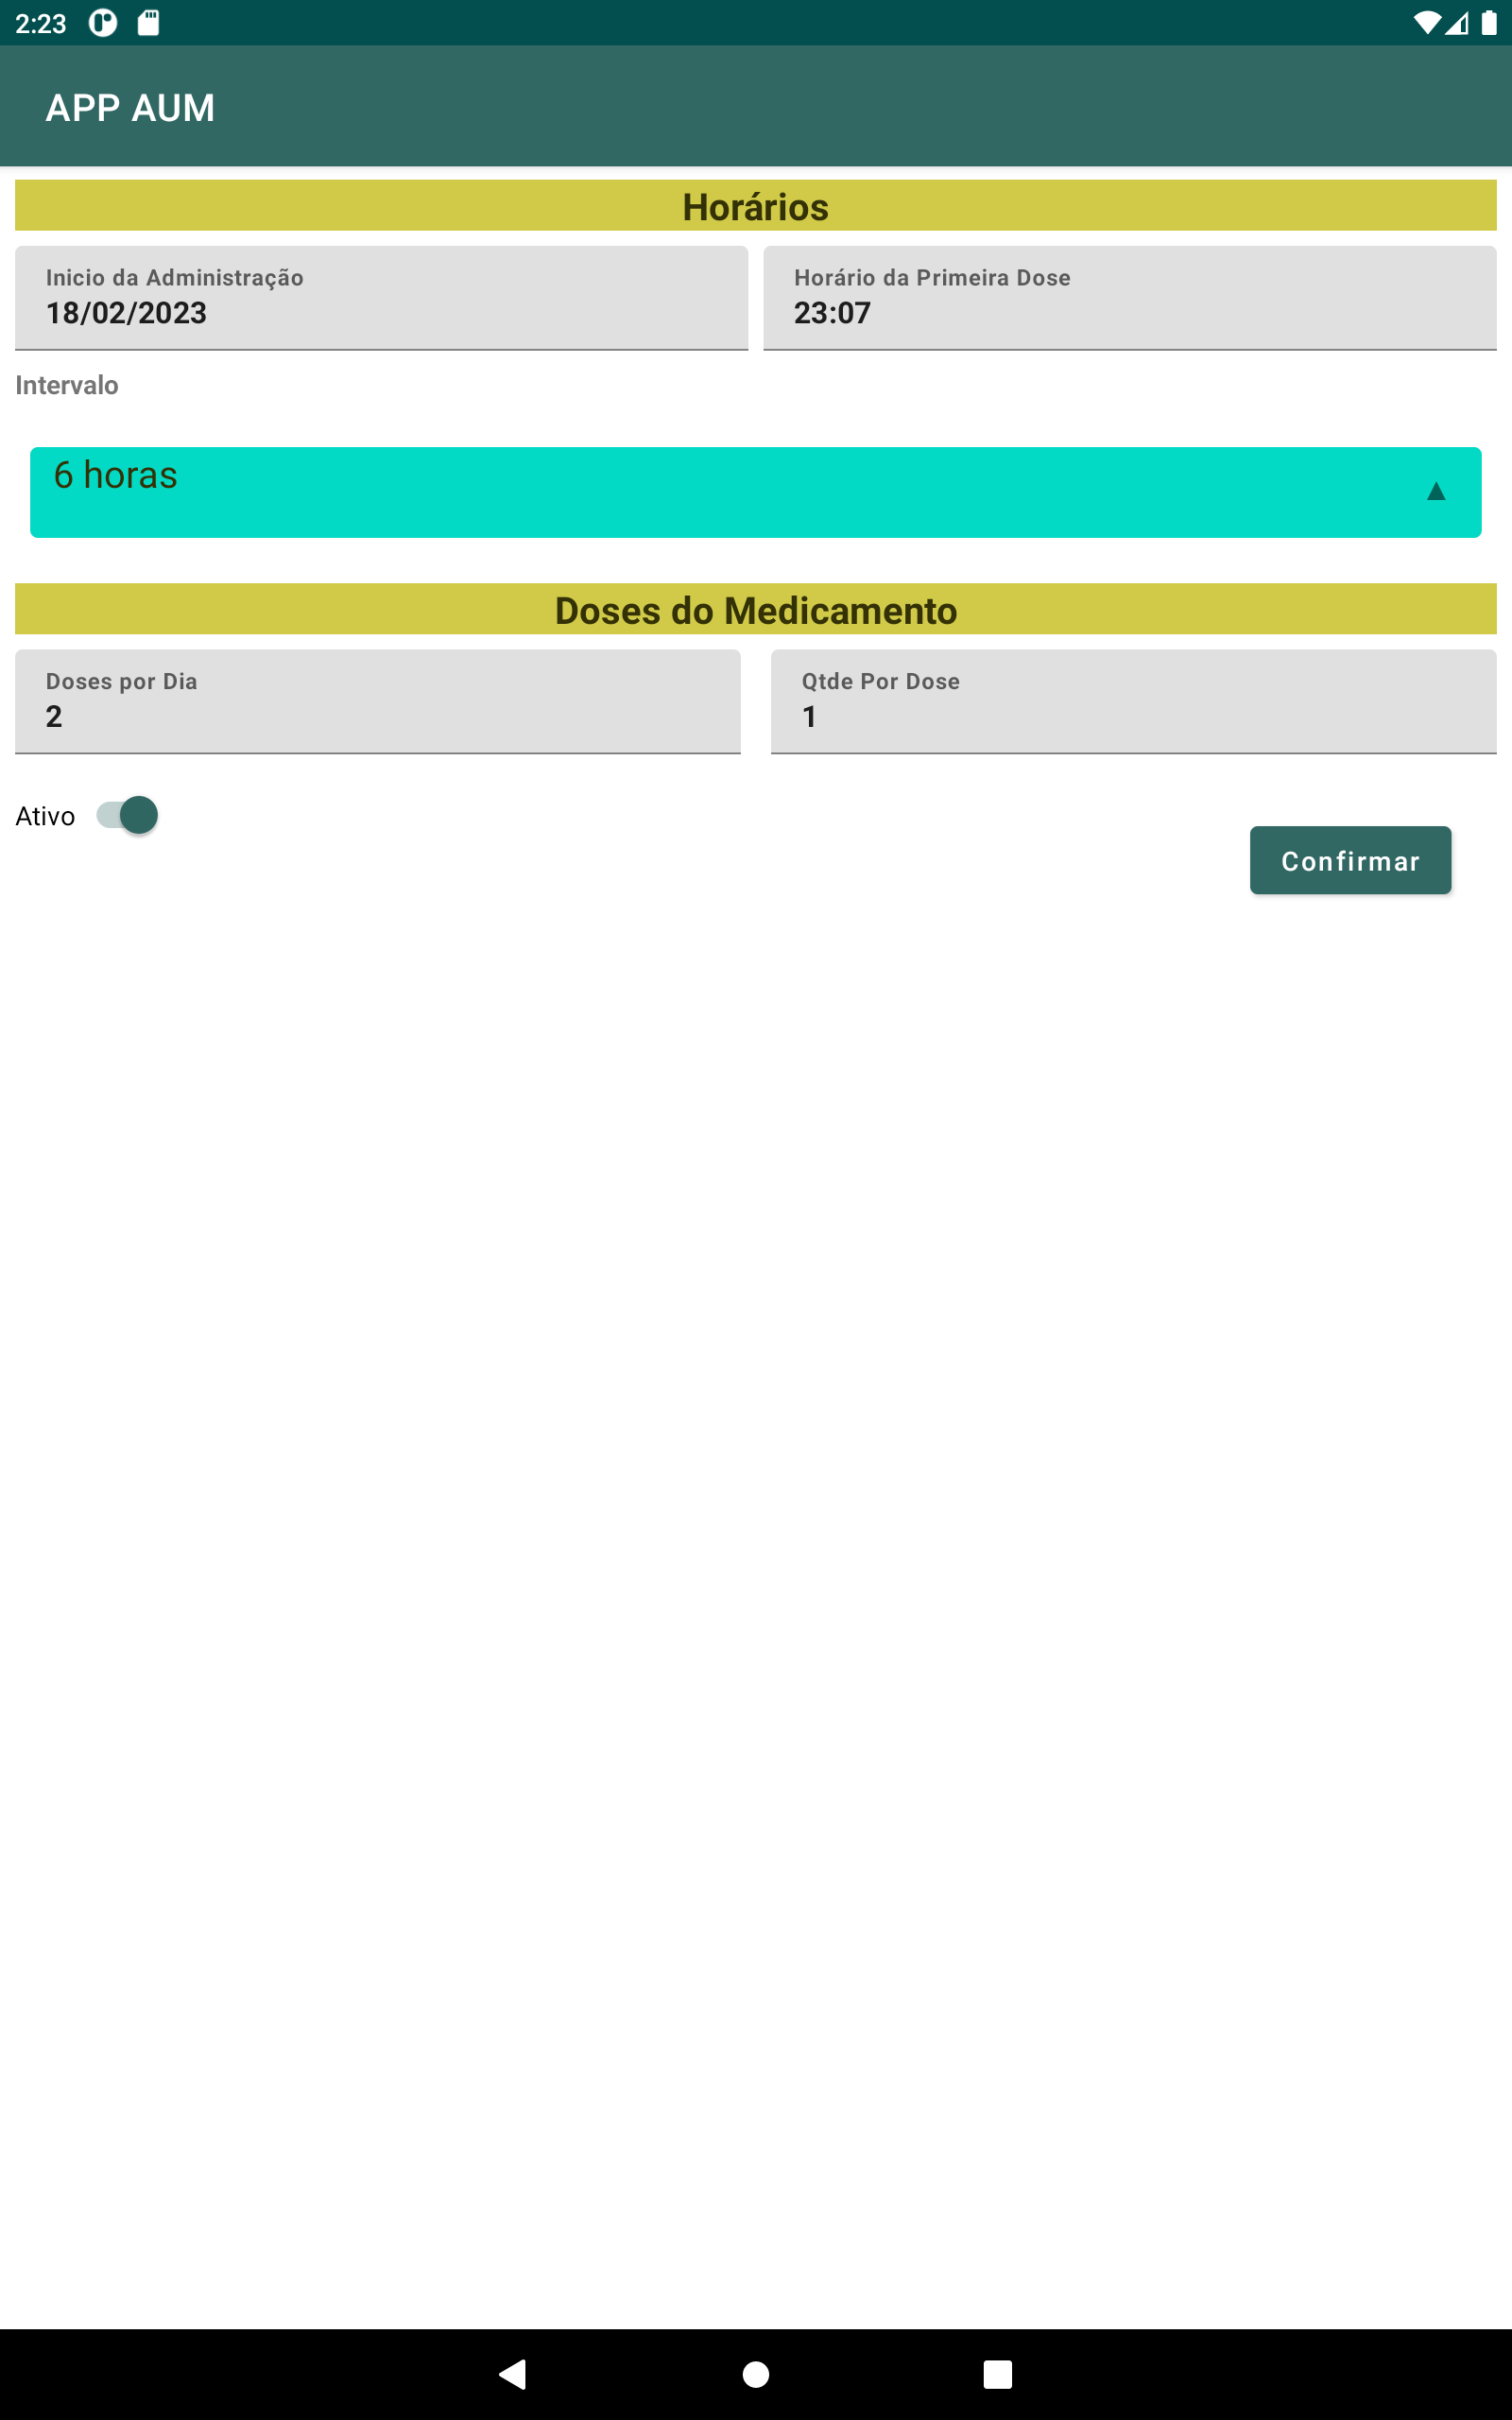 2:23
APP AUM
Horários
Inicio da Administração
18/02/2023
Horário da Primeira Dose
23:07
Intervalo
6 horas
Doses do Medicamento
Doses por Dia
2
Qtde Por Dose
1
Ativo
Confirmar